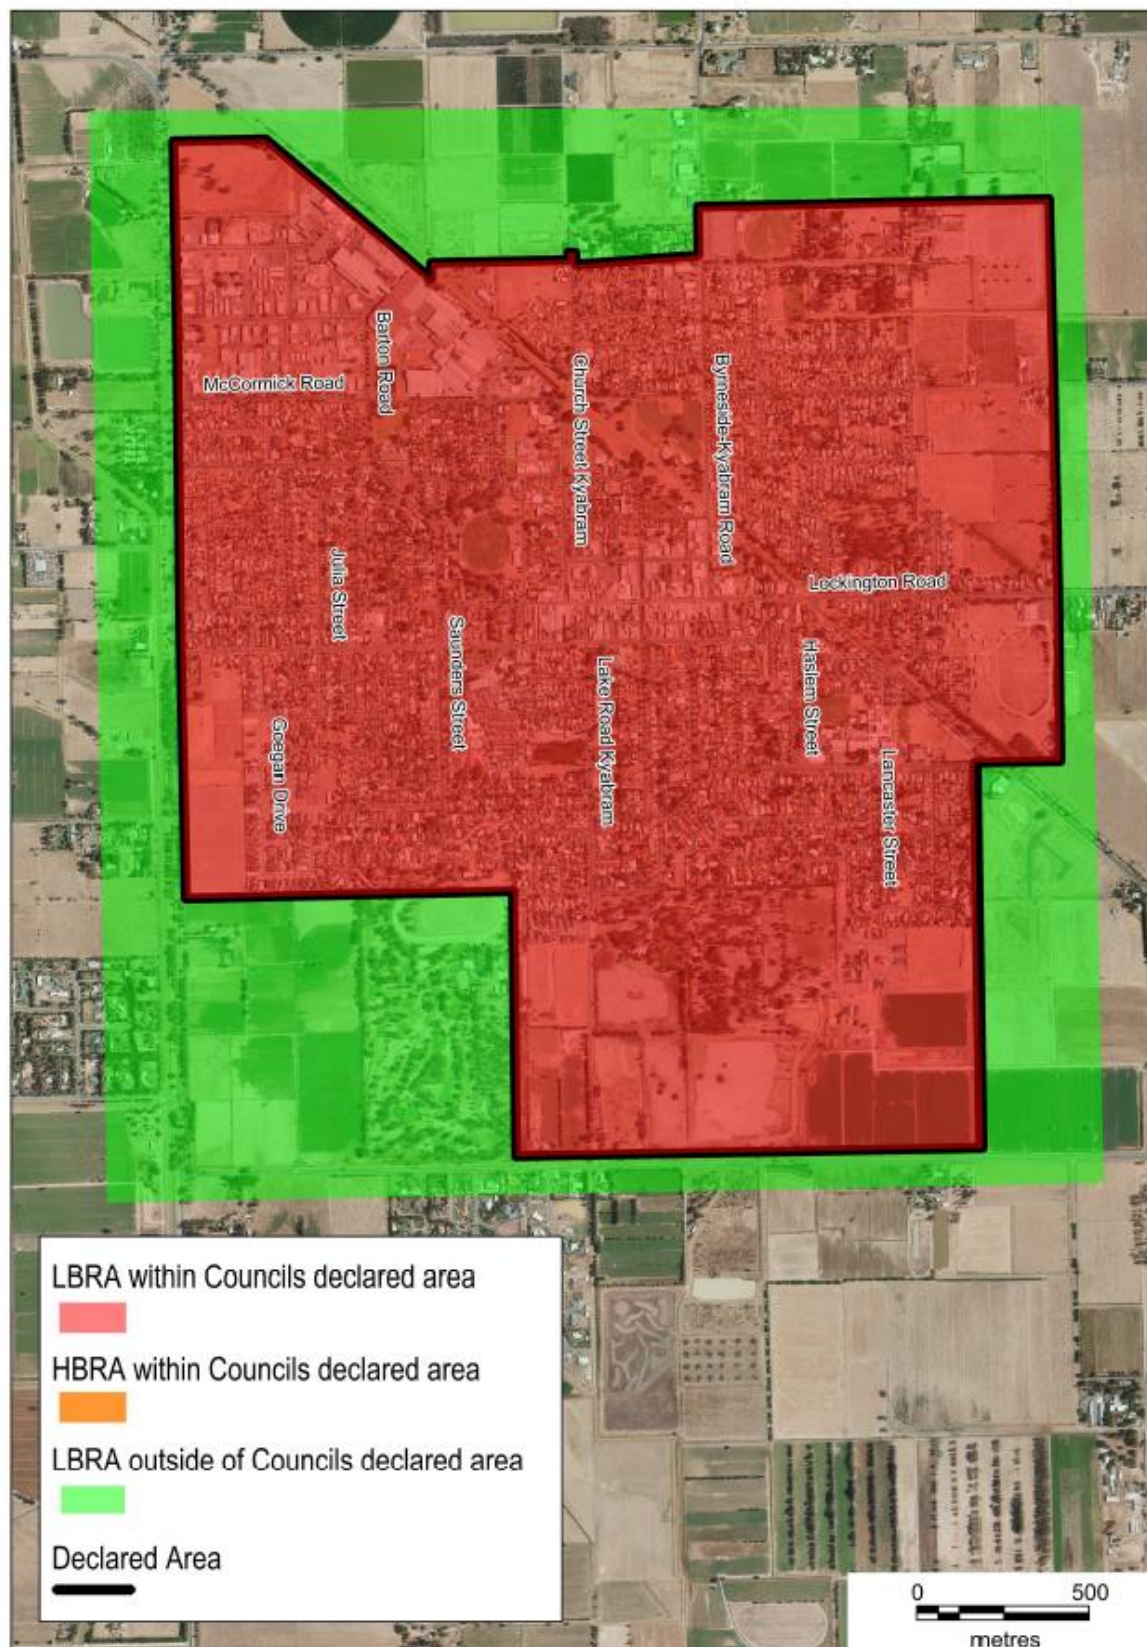 Barton Road
McCormick Road
Church Street Kyabram
Byrneside-Kyabram Road
Julia Street
Lockington Road
Saunders Street
Haslem Street
Lake Road Kyabram
Goagan Drive
Lancaster Street
LBRA within Councils declared area
HBRA within Councils declared area
LBRA outside of Councils declared area
Declared Area
0 500
metres